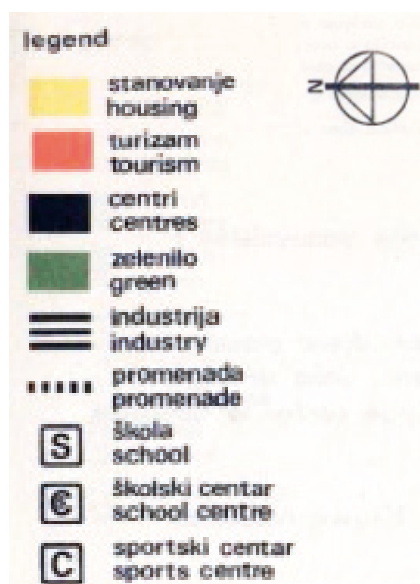 legend
N
stanovanje
housing
turizam
tourism
centri
centres
zelenilo
green
industrija
industry
promenada
promenade
S
škola
school
školski centar
school centre
C
sportski centar
sports centre